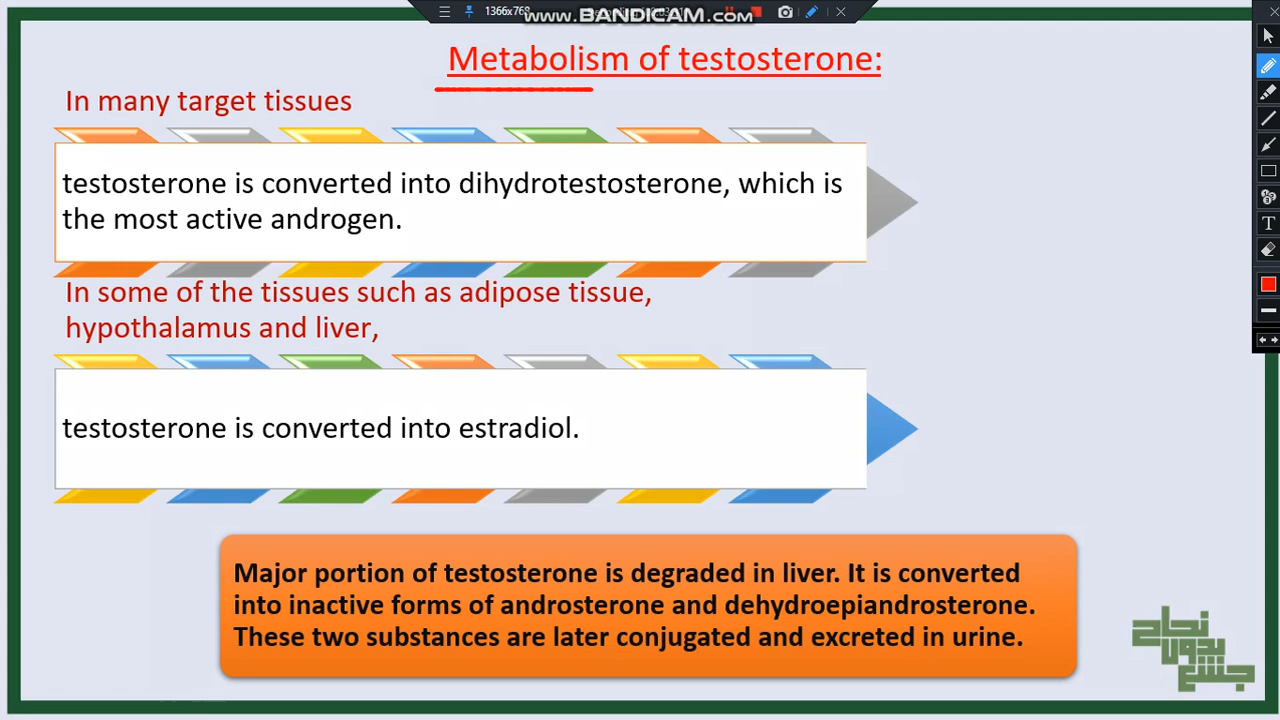 1366x768
www.BANDICAM.com
Metabolism of testosterone:
In many target tissues
testosterone is converted into dihydrotestosterone, which is
the most active androgen.
In some of the tissues such as adipose tissue,
hypothalamus and liver,
testosterone is converted into estradiol.
Major portion of testosterone is degraded in liver. It is converted
into inactive forms of androsterone and dehydroepiandrosterone.
These two substances are later conjugated and excreted in urine.
نجاح
بدون
جشع